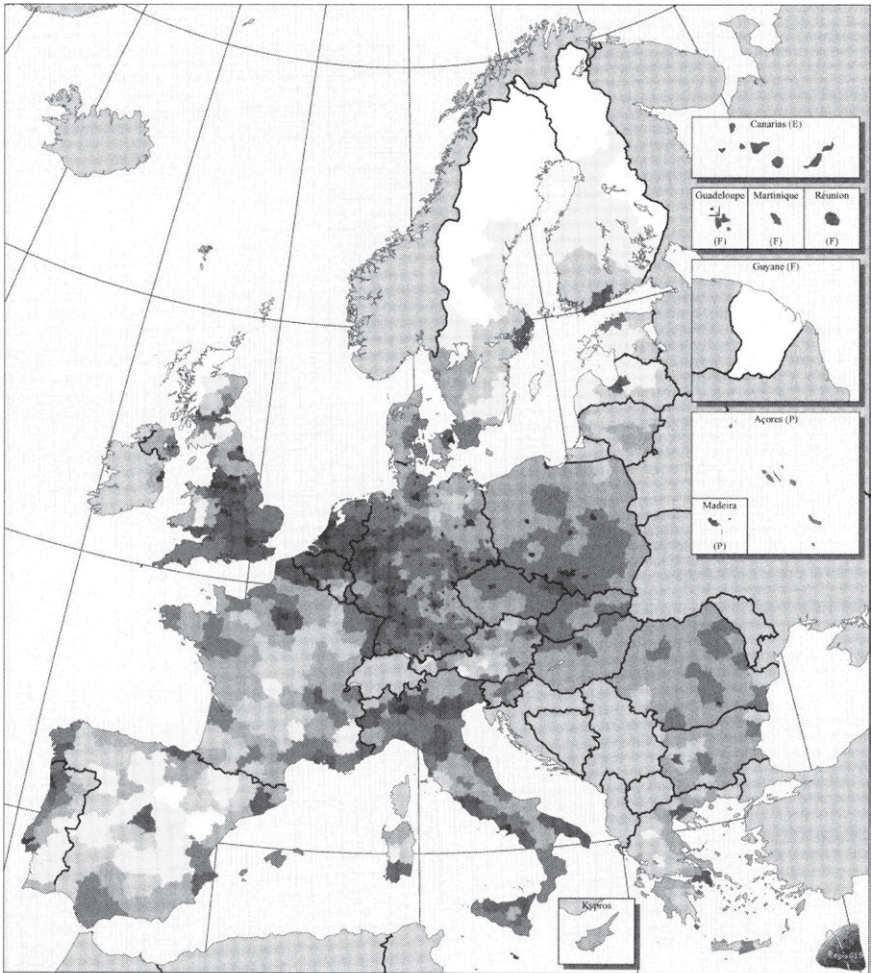 Canarias (E)
Guadeloupe
Martinique
Réunion
(F)
(F)
(F)
Guyane (F)
Açores (P)
Madeira
(P)
Kypros